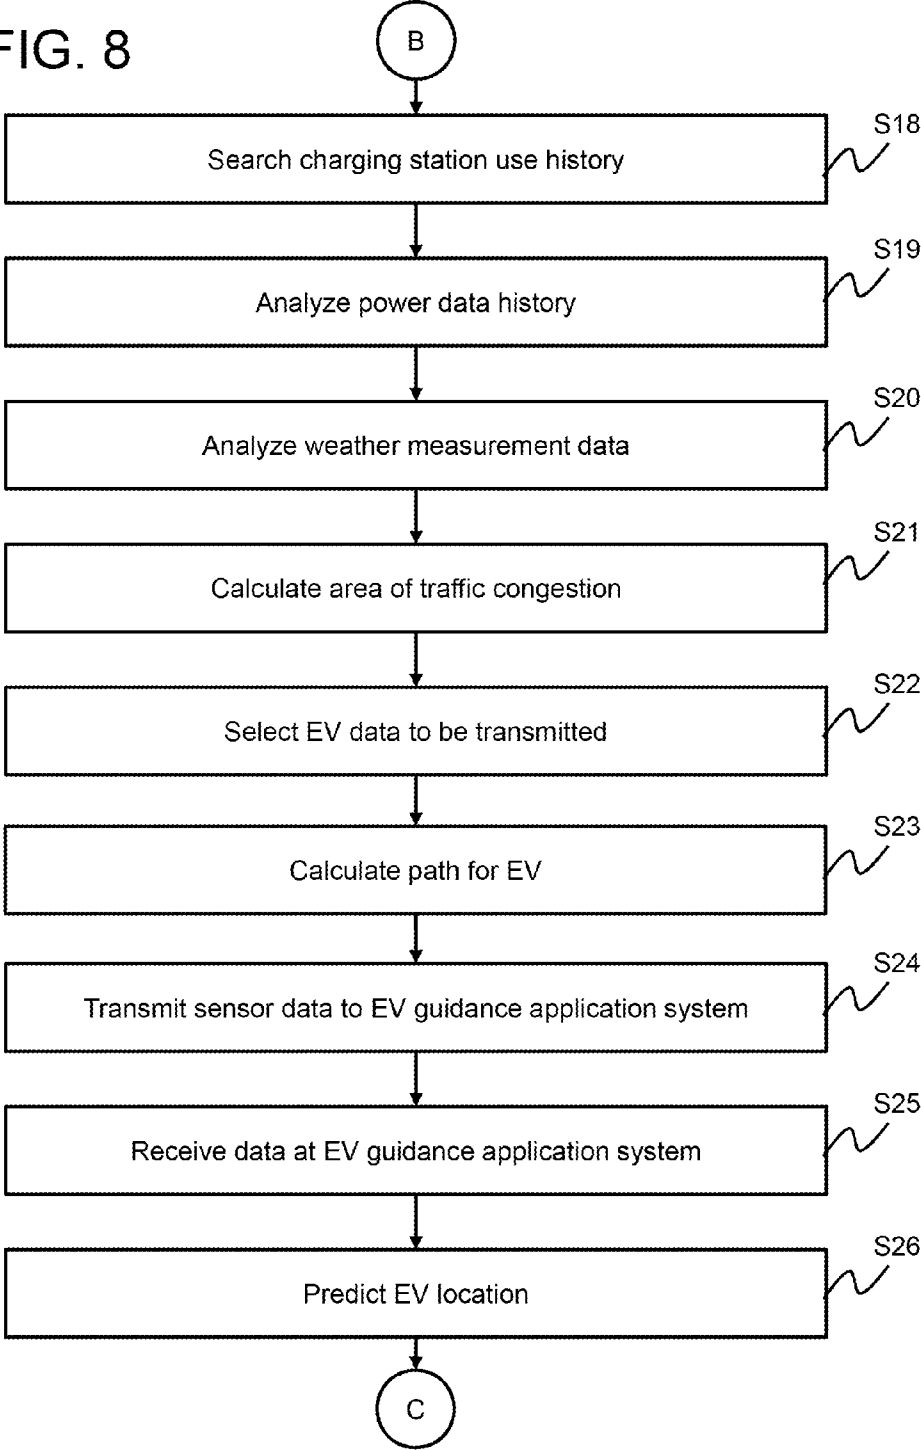 FIG. 8
B
S18
Search charging station use history
S19
Analyze power data history
S20
Analyze weather measurement data
S21
Calculate area of traffic congestion
S22
Select EV data to be transmitted
S23
Calculate path for EV
S24
Transmit sensor data to EV guidance application system
S25
Receive data at EV guidance application system
S26
Predict EV location
C